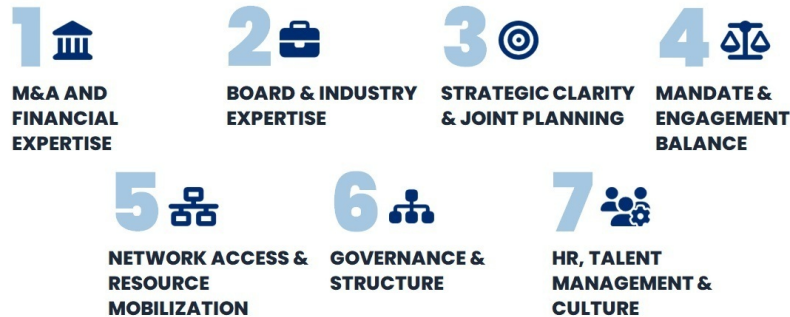 1
M&A AND
FINANCIAL
EXPERTISE
2
BOARD & INDUSTRY
EXPERTISE
3
STRATEGIC CLARITY
& JOINT PLANNING
4
MANDATE &
ENGAGEMENT
BALANCE
5
NETWORK ACCESS &
RESOURCE
MOBILIZATION
6
GOVERNANCE &
STRUCTURE
7
HR, TALENT
MANAGEMENT &
CULTURE